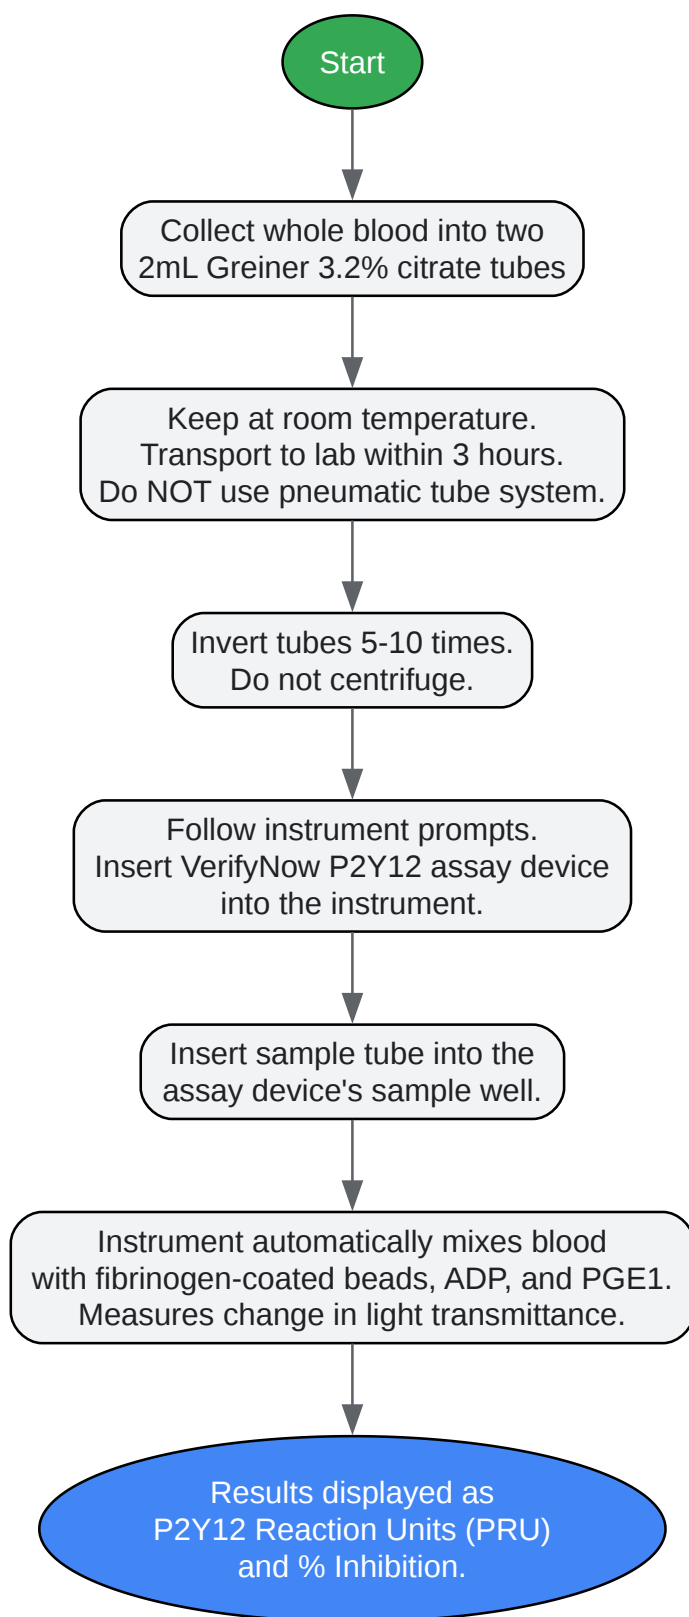 Start
Collect whole blood into two
2mL Greiner 3.2% citrate tubes
Keep at room temperature.
Transport to lab within 3 hours.
Do NOT use pneumatic tube system.
Invert tubes 5-10 times.
Do not centrifuge.
Follow instrument prompts.
Insert VerifyNow P2Y12 assay device
into the instrument.
Insert sample tube into the
assay device's sample well.
Instrument automatically mixes blood
with fibrinogen-coated beads, ADP, and PGE1.
Measures change in light transmittance.
Results displayed as
P2Y12 Reaction Units (PRU)
and % Inhibition.